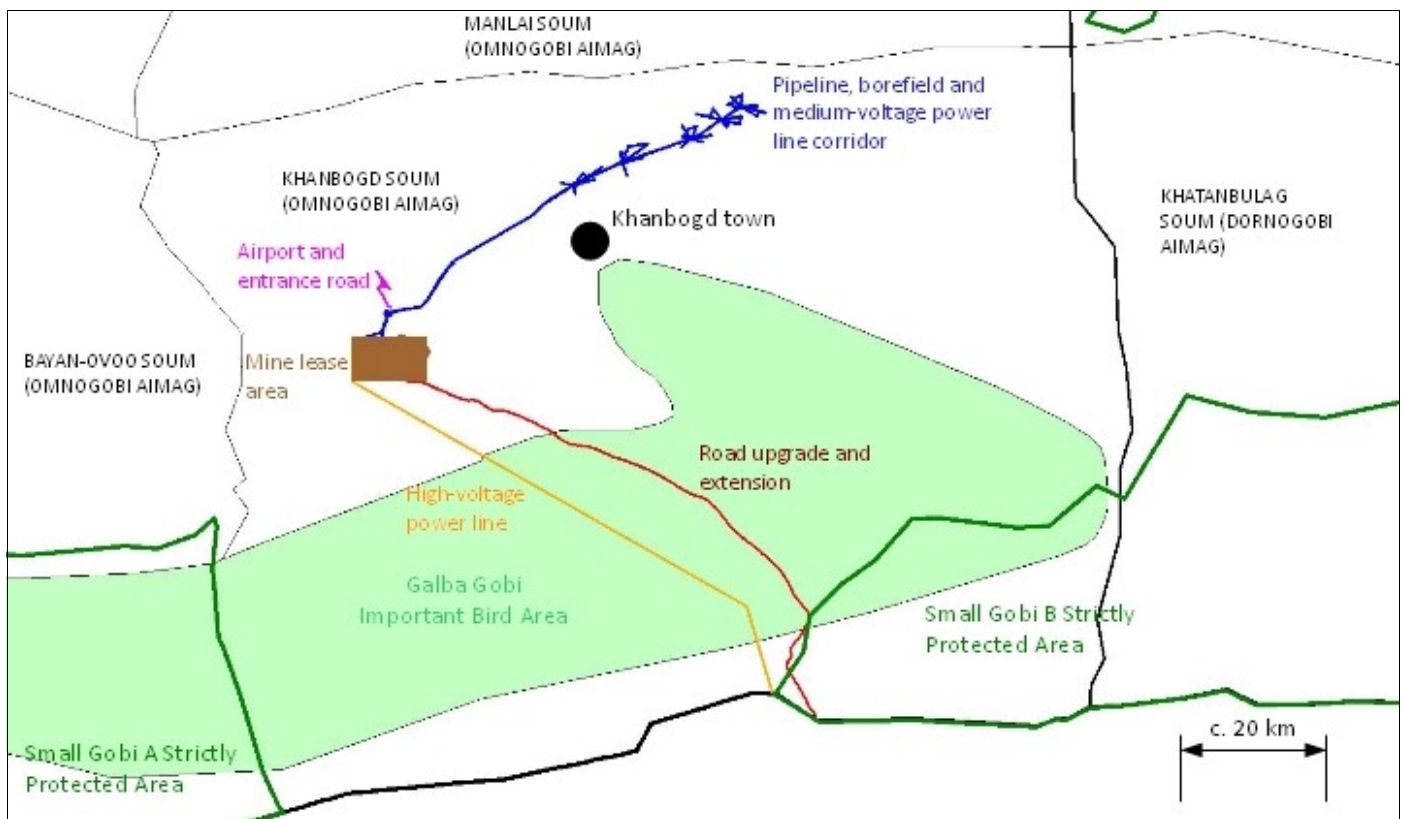 MANLAI SOUM
(OMNOGOBI AIMAG)
Pipeline, borefield and
medium-voltage power
line corridor
KHANBOGD SOUM
(OMNOGOBI AIMAG)
KHATANBULAG
SOUM (DORNOGOBI
AIMAG)
Khanbogd town
Airport and
entrance road
BAYAN-OVOO SOUM
(OMNOGOBI AIMAG)
Mine lease
area
Road upgrade and
extension
High-voltage
power line
Galba Gobi
Important Bird Area
Small Gobi B Strictly
Protected Area
Small Gobi A Strictly
Protected Area
c. 20 km